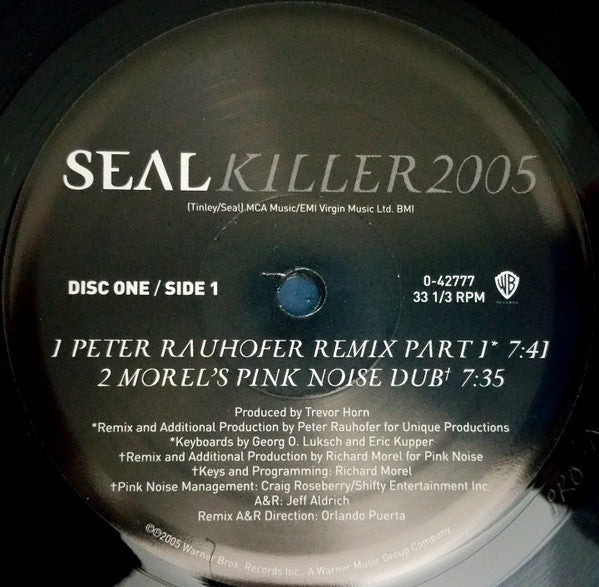 SEAL KILLER 2005
(Tinley/Seal) MCA Music/EMI Virgin Music Ltd. BMI
DISC ONE / SIDE 1
0-42777
33 1/3 RPM
WB
RECORDS
1 PETER RAUHOFER REMIX PART 1* 7:41
2 MOREL'S PINK NOISE DUB† 7:35
Produced by Trevor Horn
*Remix and Additional Production by Peter Rauhofer for Unique Productions
*Keyboards by Georg O. Luksch and Eric Kupper
†Remix and Additional Production by Richard Morel for Pink Noise
†Keys and Programming: Richard Morel
†Pink Noise Management: Craig Roseberry/Shifty Entertainment Inc.
A&R: Jeff Aldrich
Remix A&R Direction: Orlando Puerta
©℗2005 Warner Bros. Records Inc., A Warner Music Group Company.